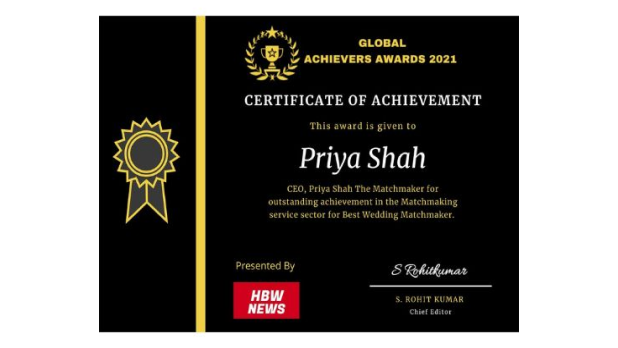 GLOBAL
ACHIEVERS AWARDS 2021
CERTIFICATE OF ACHIEVEMENT
This award is given to
Priya Shah
CEO, Priya Shah The Matchmaker for
outstanding achievement in the Matchmaking
service sector for Best Wedding Matchmaker.
Presented By
HBW
NEWS
S Rohitkumar
S. ROHIT KUMAR
Chief Editor